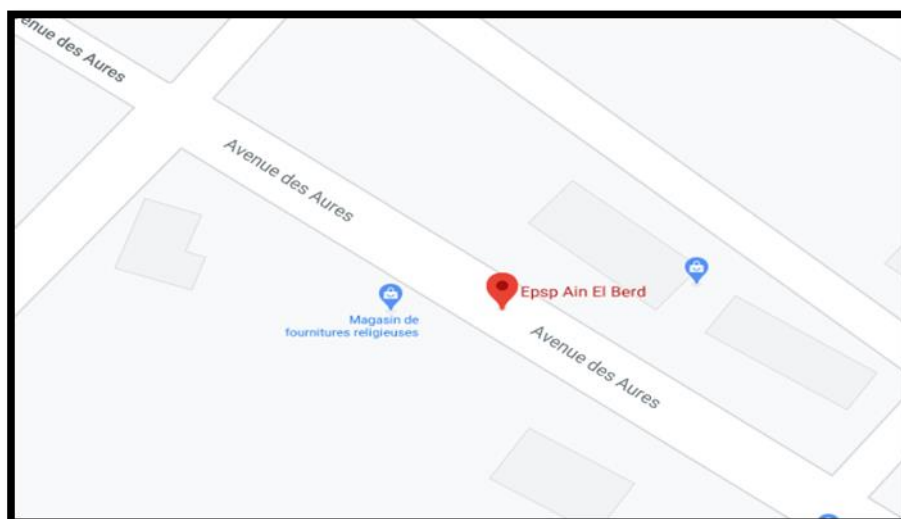 enue des Aures
Avenue des Aures
Epsp Ain El Berd
Magasin de
fournitures religieuses
Avenue des Aures